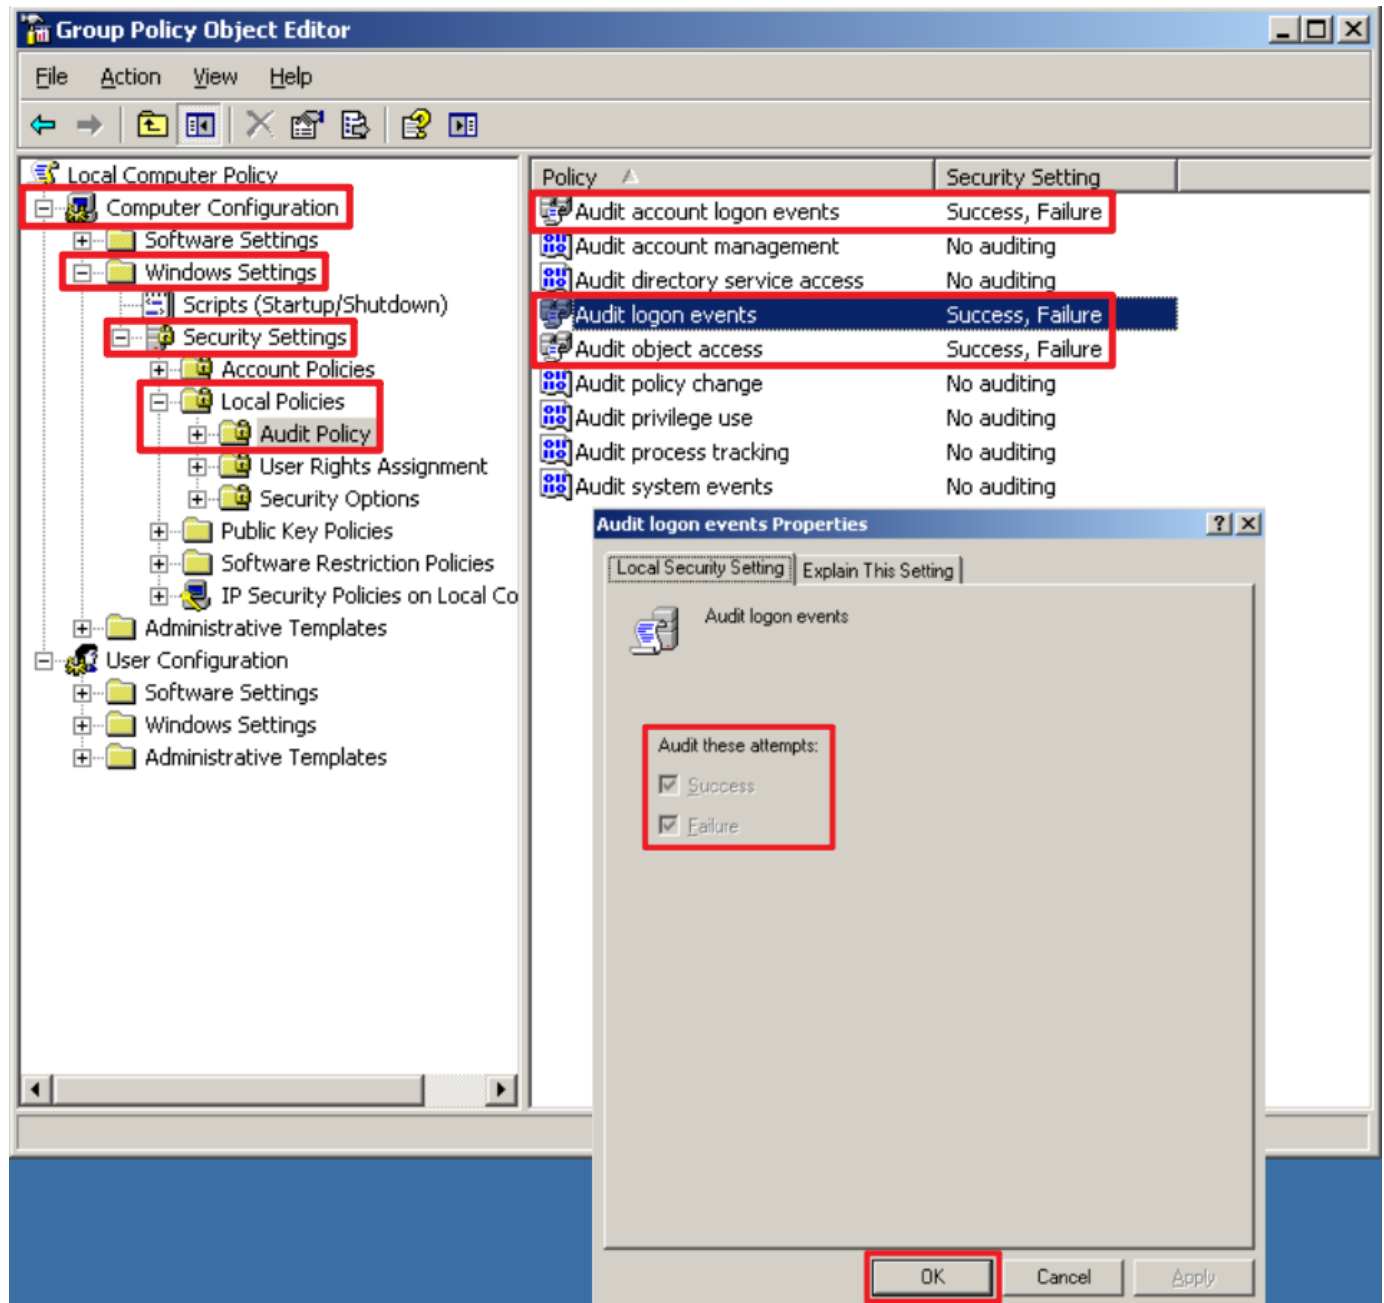 Group Policy Object Editor
File Action View Help
Local Computer Policy
Computer Configuration
Software Settings
Windows Settings
Scripts (Startup/Shutdown)
Security Settings
Account Policies
Local Policies
Audit Policy
User Rights Assignment
Security Options
Public Key Policies
Software Restriction Policies
IP Security Policies on Local Co
Administrative Templates
User Configuration
Software Settings
Windows Settings
Administrative Templates
Policy Security Setting
Audit account logon events Success, Failure
Audit account management No auditing
Audit directory service access No auditing
Audit logon events Success, Failure
Audit object access Success, Failure
Audit policy change No auditing
Audit privilege use No auditing
Audit process tracking No auditing
Audit system events No auditing
Audit logon events Properties
Local Security Setting Explain This Setting
Audit logon events
Audit these attempts:
Success
Failure
OK Cancel Apply